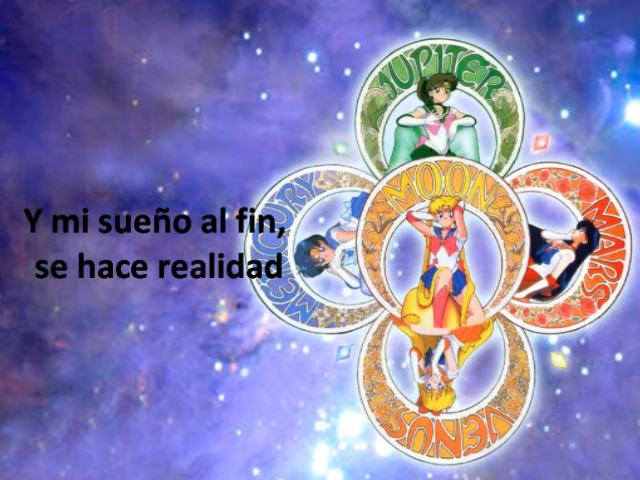 JUPITER
MOON
MERCURY
MARS
VENUS
Y mi sueño al fin,
se hace realidad